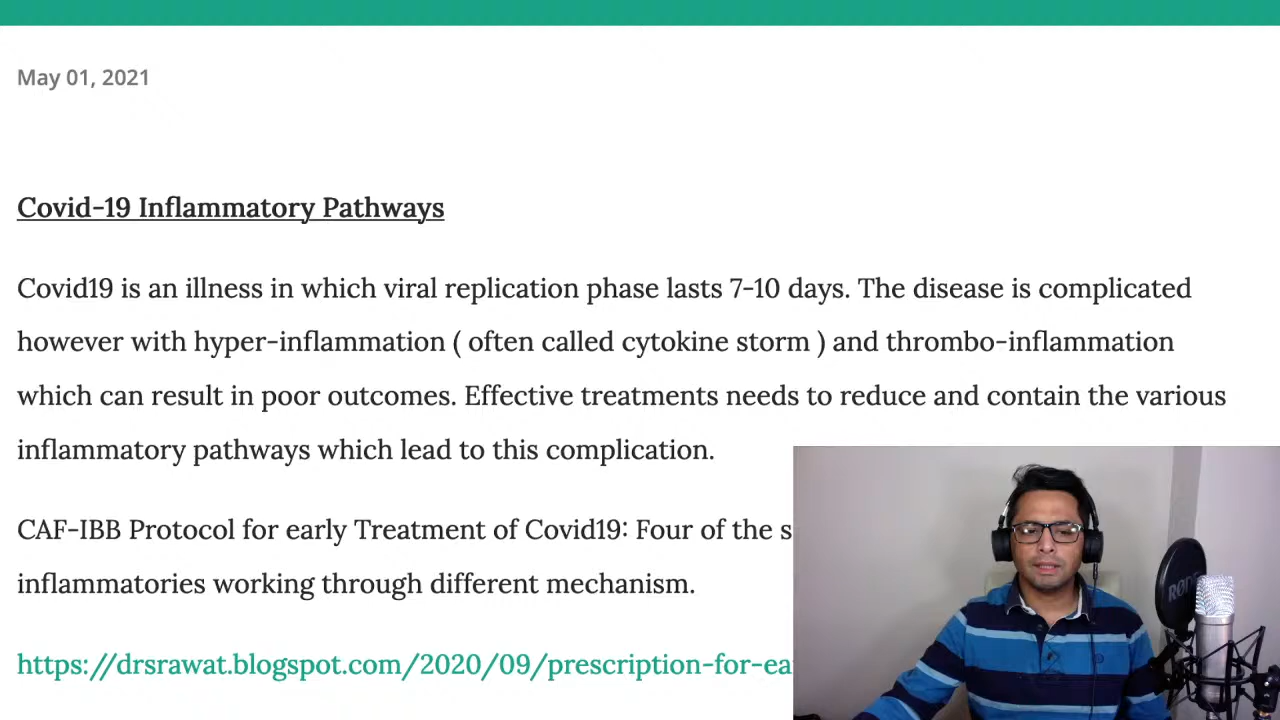 May 01, 2021
Covid-19 Inflammatory Pathways
Covid19 is an illness in which viral replication phase lasts 7-10 days. The disease is complicated
however with hyper-inflammation ( often called cytokine storm ) and thrombo-inflammation
which can result in poor outcomes. Effective treatments needs to reduce and contain the various
inflammatory pathways which lead to this complication.
CAF-IBB Protocol for early Treatment of Covid19: Four of the s
inflammatories working through different mechanism.
https://drsrawat.blogspot.com/2020/09/prescription-for-ea
RØDE